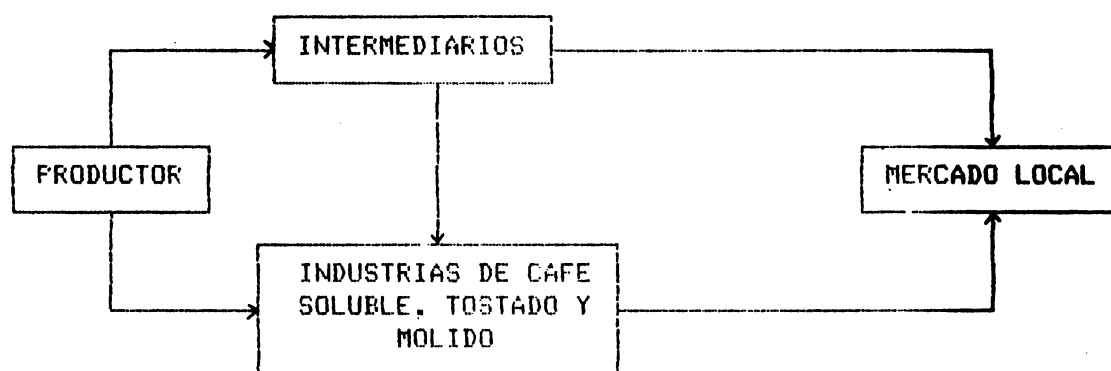 INTERMEDIARIOS
PRODUCTOR
MERCADO LOCAL
INDUSTRIAS DE CAFE
SOLUBLE. TOSTADO Y
MOLIDO